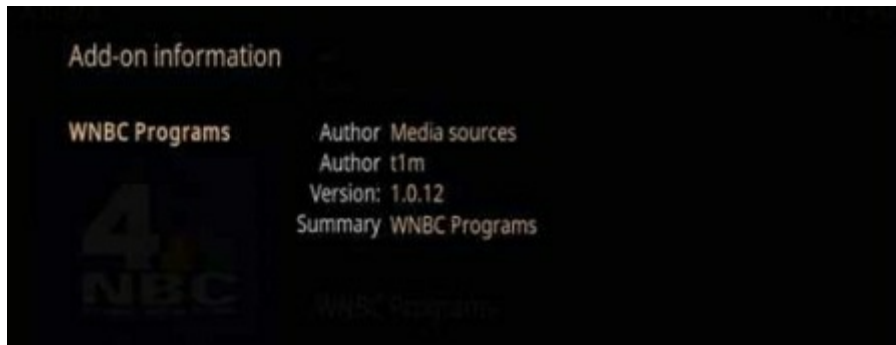 Add-on information
WNBC Programs
Author Media sources
Author t1m
Version: 1.0.12
Summary WNBC Programs
4
NBC
WNBC Programs